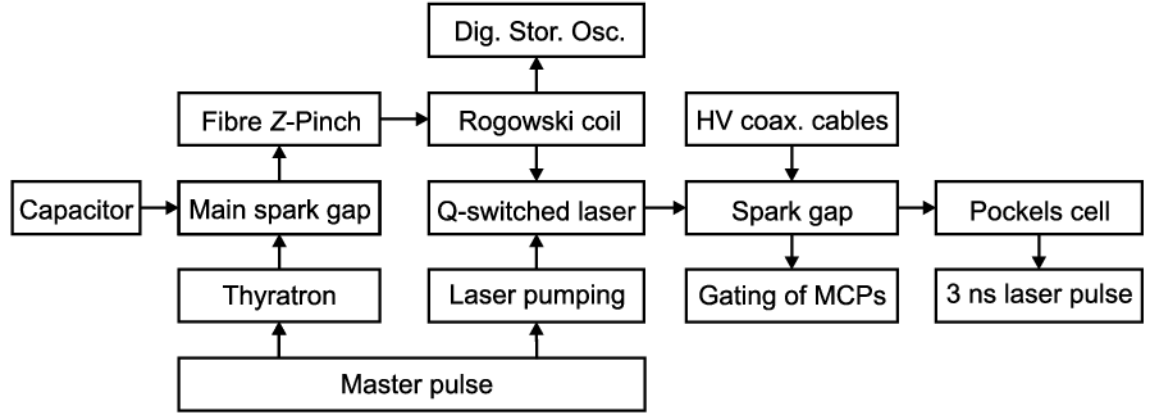 Dig. Stor. Osc.
Fibre Z-Pinch
Rogowski coil
HV coax. cables
Capacitor
Main spark gap
Q-switched laser
Spark gap
Pockels cell
Thyratron
Laser pumping
Gating of MCPs
3 ns laser pulse
Master pulse